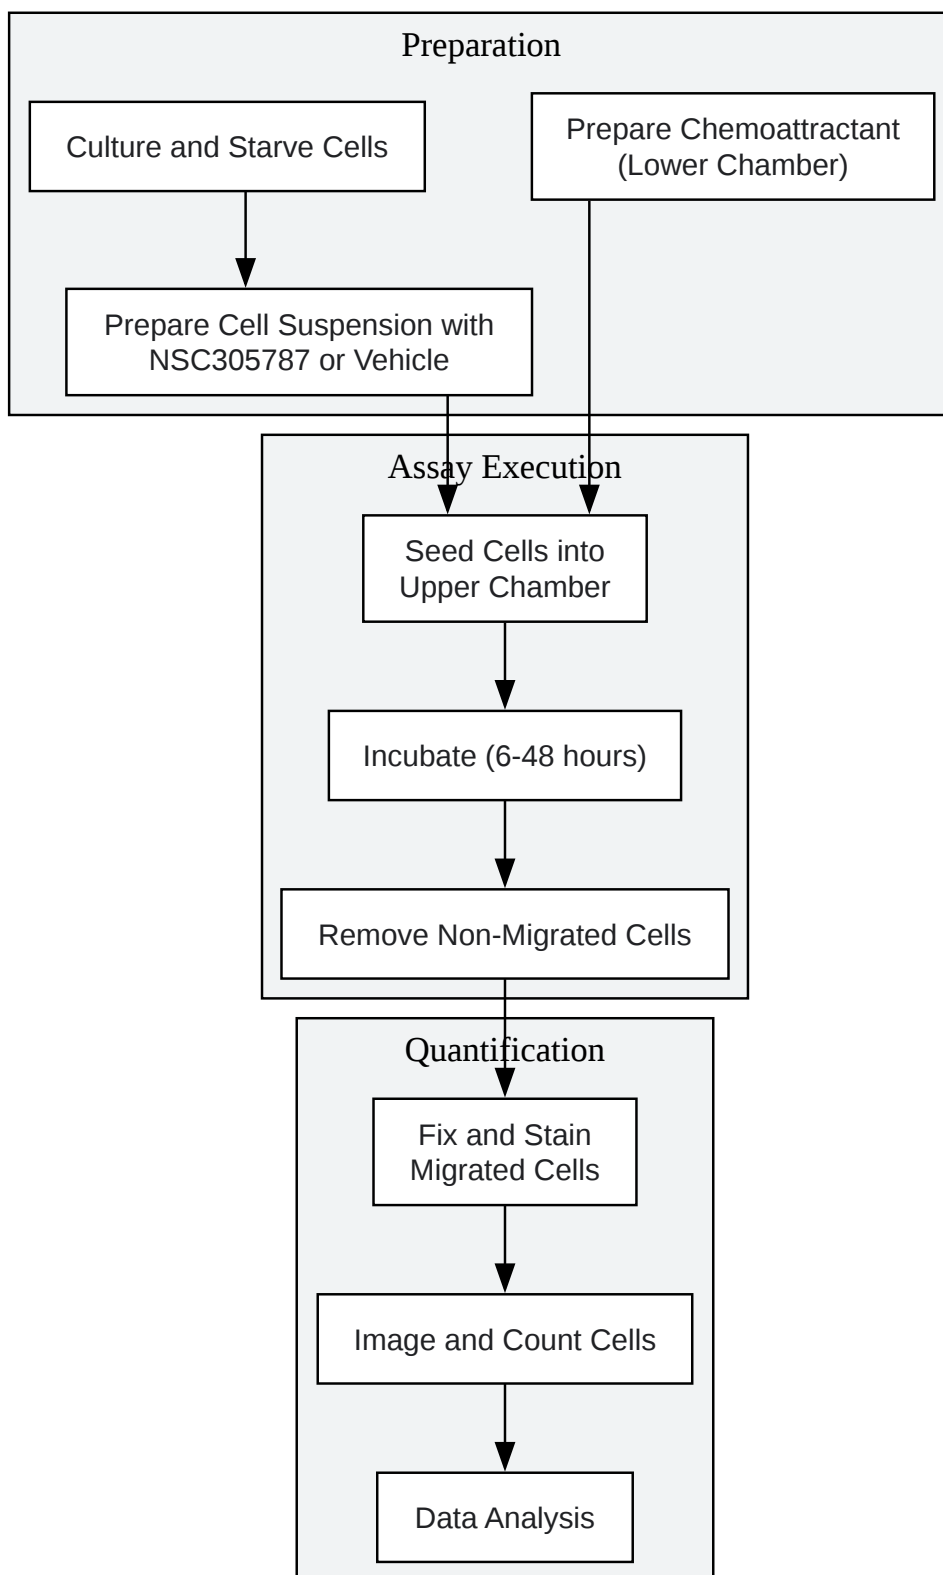 Preparation
Culture and Starve Cells
Prepare Chemoattractant
(Lower Chamber)
Prepare Cell Suspension with
NSC305787 or Vehicle
Assay Execution
Seed Cells into
Upper Chamber
Incubate (6-48 hours)
Remove Non-Migrated Cells
Quantification
Fix and Stain
Migrated Cells
Image and Count Cells
Data Analysis